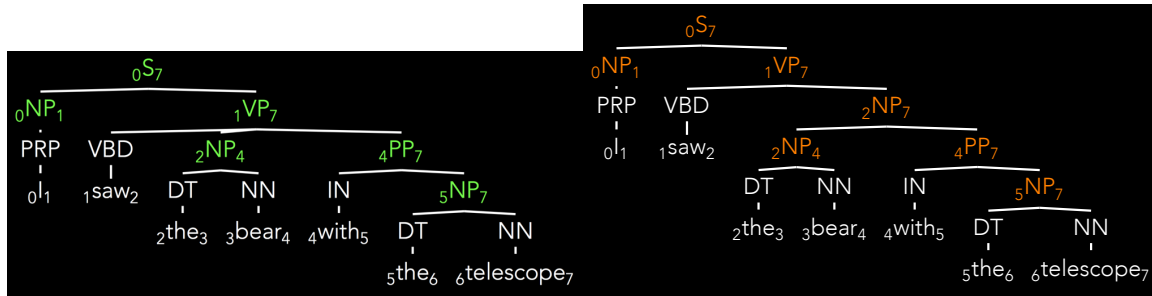 0S7
0NP1 1VP7
PRP VBD 2NP4 4PP7
0I1 1saw2 DT NN IN 5NP7
2the3 3bear4 4with5 DT NN
5the6 6telescope7
0S7
0NP1 1VP7
PRP VBD 2NP7
0I1 1saw2 2NP4 4PP7
DT NN IN 5NP7
2the3 3bear4 4with5 DT NN
5the6 6telescope7